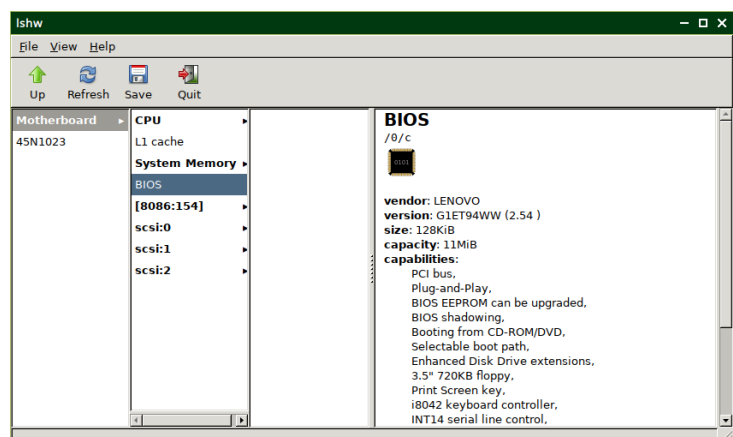 lshw
File View Help
Up Refresh Save Quit
Motherboard
45N1023
CPU
L1 cache
System Memory
BIOS
[8086:154]
scsi:0
scsi:1
scsi:2
BIOS
/0/c
0101
vendor: LENOVO
version: G1ET94WW (2.54 )
size: 128KiB
capacity: 11MiB
capabilities:
PCI bus,
Plug-and-Play,
BIOS EEPROM can be upgraded,
BIOS shadowing,
Booting from CD-ROM/DVD,
Selectable boot path,
Enhanced Disk Drive extensions,
3.5" 720KB floppy,
Print Screen key,
i8042 keyboard controller,
INT14 serial line control,